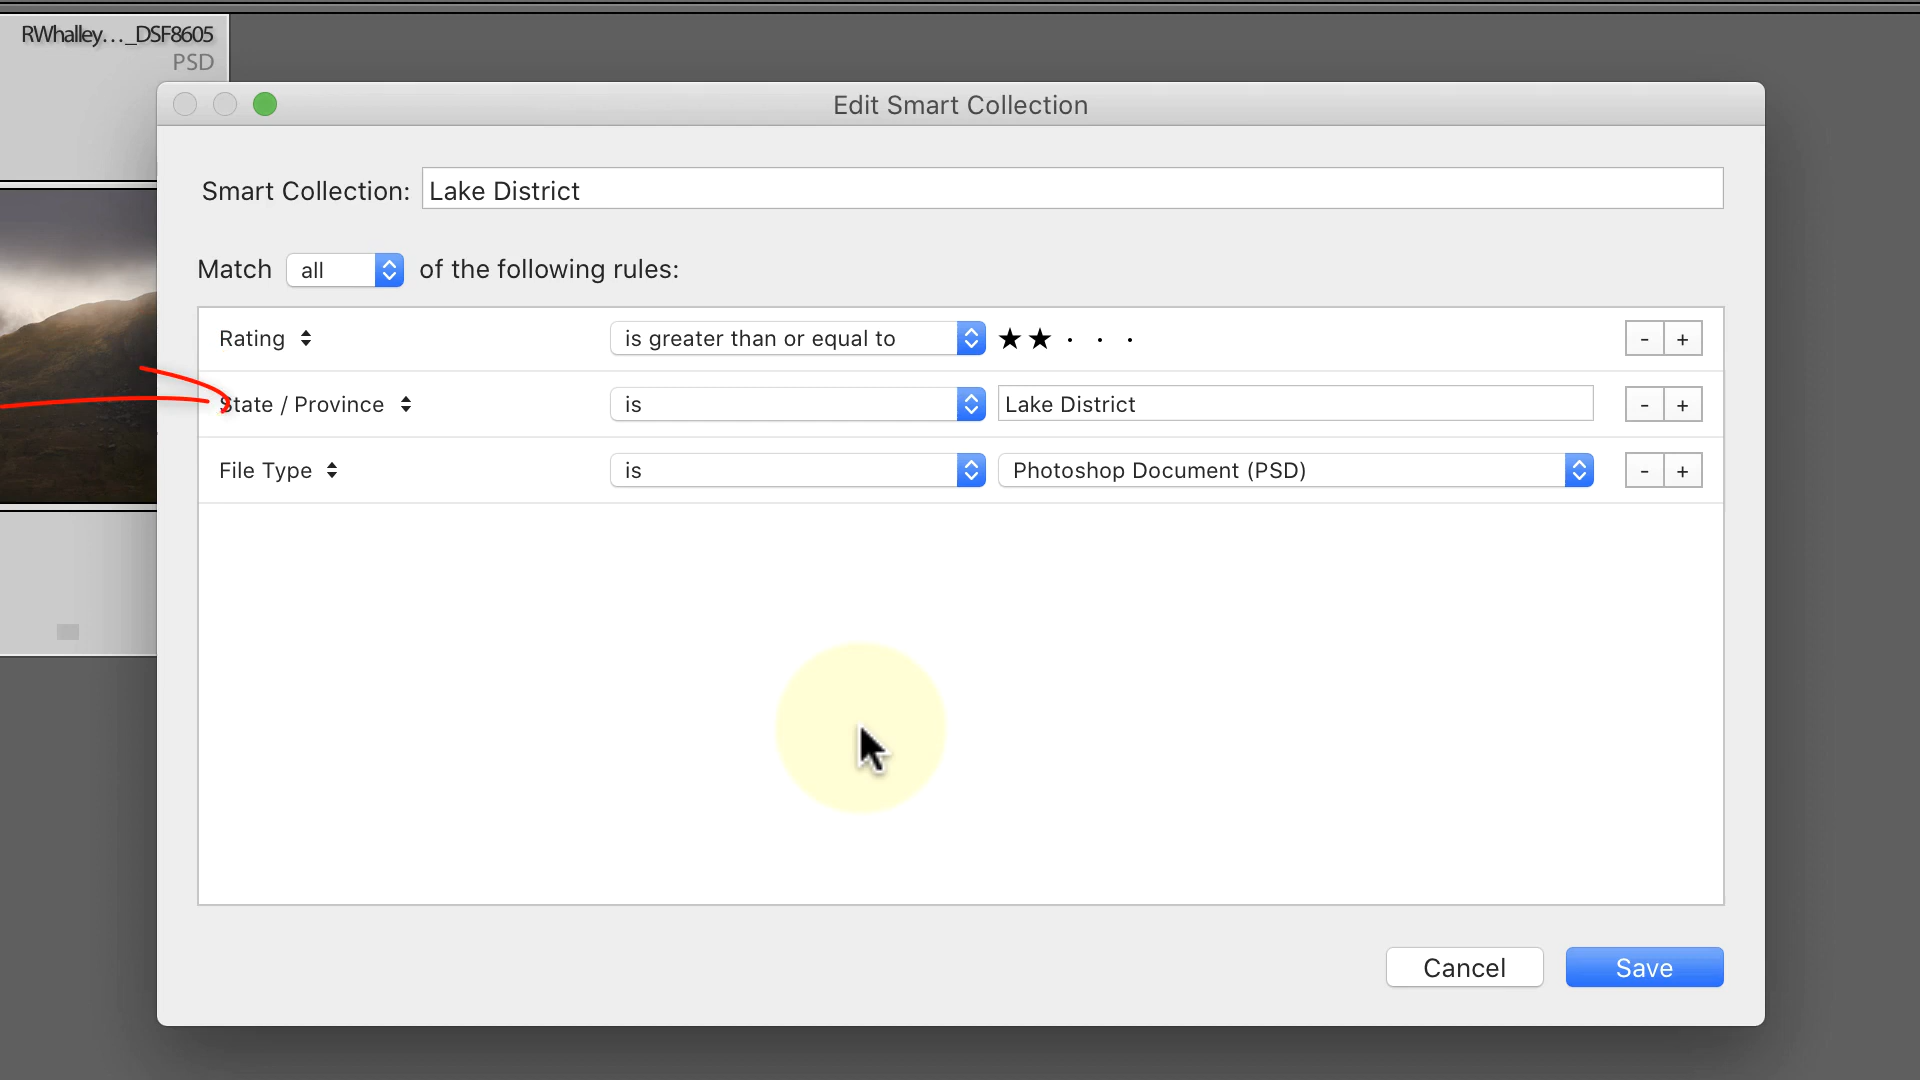 RWhalley..._DSF8605
PSD
Edit Smart Collection
Smart Collection: Lake District
Match all of the following rules:
Rating is greater than or equal to ★★ · · · - +
State / Province is Lake District - +
File Type is Photoshop Document (PSD) - +
Cancel Save